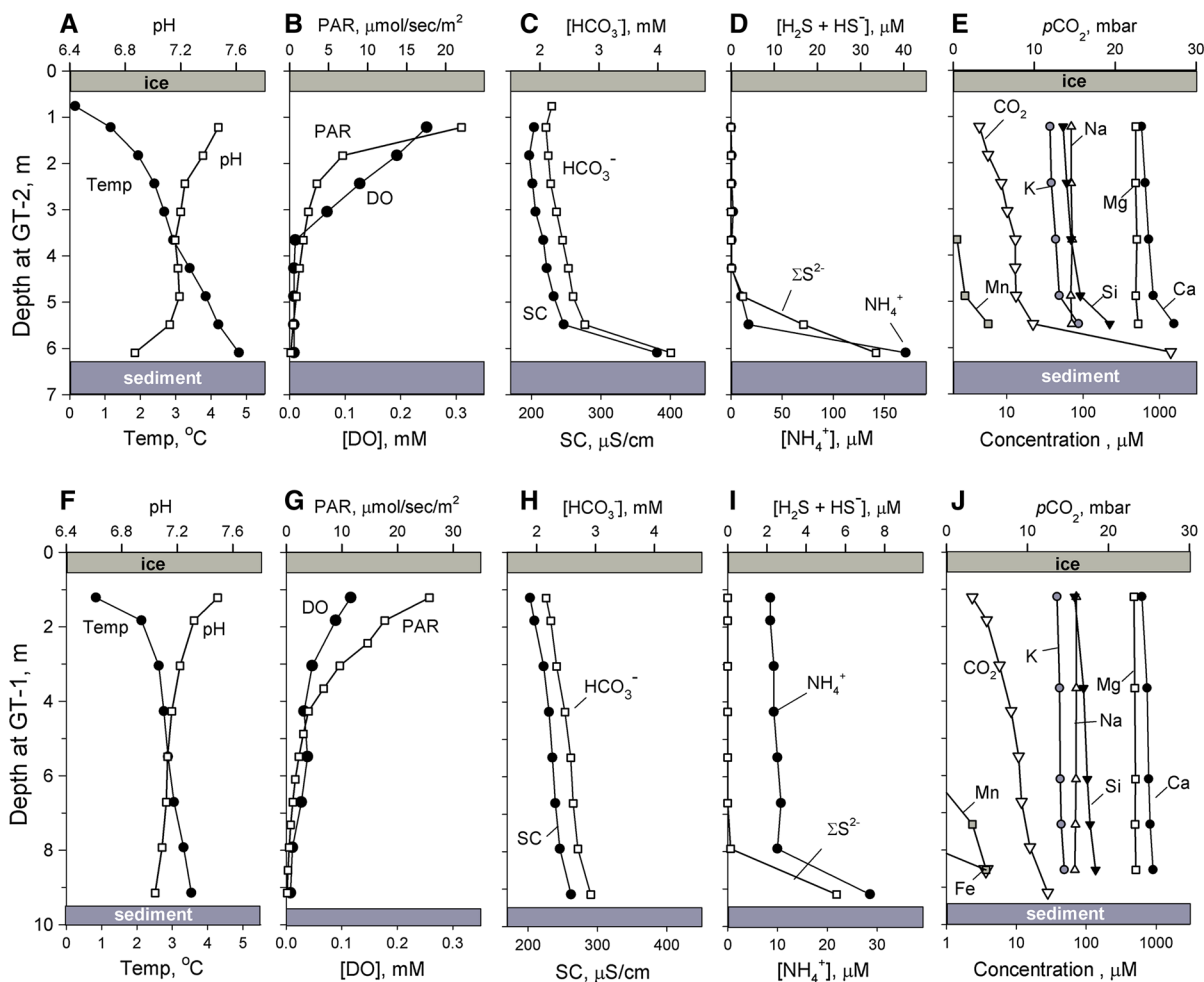 A pH
6.4 6.8 7.2 7.6
B PAR, μmol/sec/m²
0 5 10 15 20
C [HCO₃⁻], mM
2 3 4
D [H₂S + HS⁻], μM
0 10 20 30 40
E pCO₂, mbar
0 10 20 30
Depth at GT-2, m
0
1
2
3
4
5
6
7
ice
Temp
pH
sediment
0 1 2 3 4 5
Temp, °C
PAR
DO
0.0 0.1 0.2 0.3
[DO], mM
HCO₃⁻
SC
200 300 400
SC, μS/cm
ΣS²⁻
NH₄⁺
0 50 100 150
[NH₄⁺], μM
ice
CO₂
Na
K
Mg
Mn
Si
Ca
sediment
10 100 1000
Concentration , μM
F pH
6.4 6.8 7.2 7.6
G PAR, μmol/sec/m²
0 10 20 30
H [HCO₃⁻], mM
2 3 4
I [H₂S + HS⁻], μM
0 2 4 6 8
J pCO₂, mbar
0 10 20 30
Depth at GT-1, m
0
2
4
6
8
10
ice
Temp
pH
sediment
0 1 2 3 4 5
Temp, °C
DO
PAR
0.0 0.1 0.2 0.3
[DO], mM
HCO₃⁻
SC
200 300 400
SC, μS/cm
NH₄⁺
ΣS²⁻
0 10 20 30
[NH₄⁺], μM
ice
K
CO₂
Mg
Na
Mn
Si
Ca
Fe
sediment
1 10 100 1000
Concentration , μM